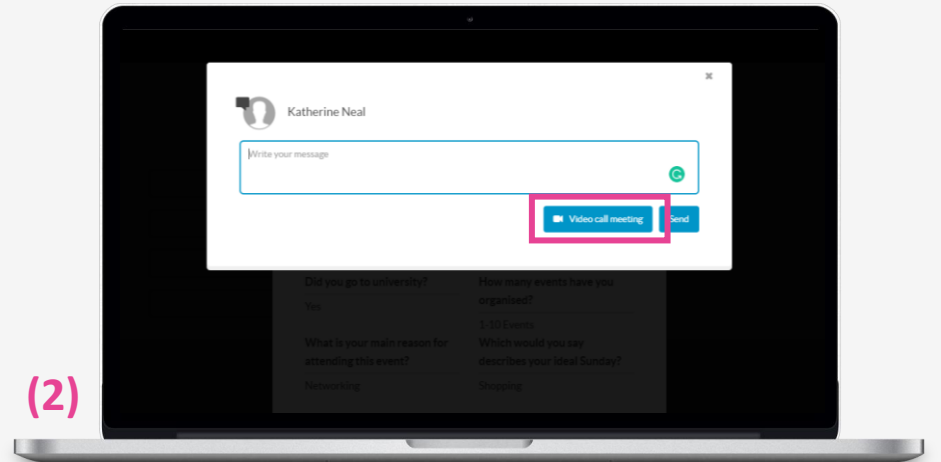 ✖
Katherine Neal
Write your message
Video call meeting
Send
Did you go to university?
How many events have you
organised?
Yes
1-10 Events
What is your main reason for
attending this event?
Which would you say
describes your ideal Sunday?
Networking
Shopping
(2)